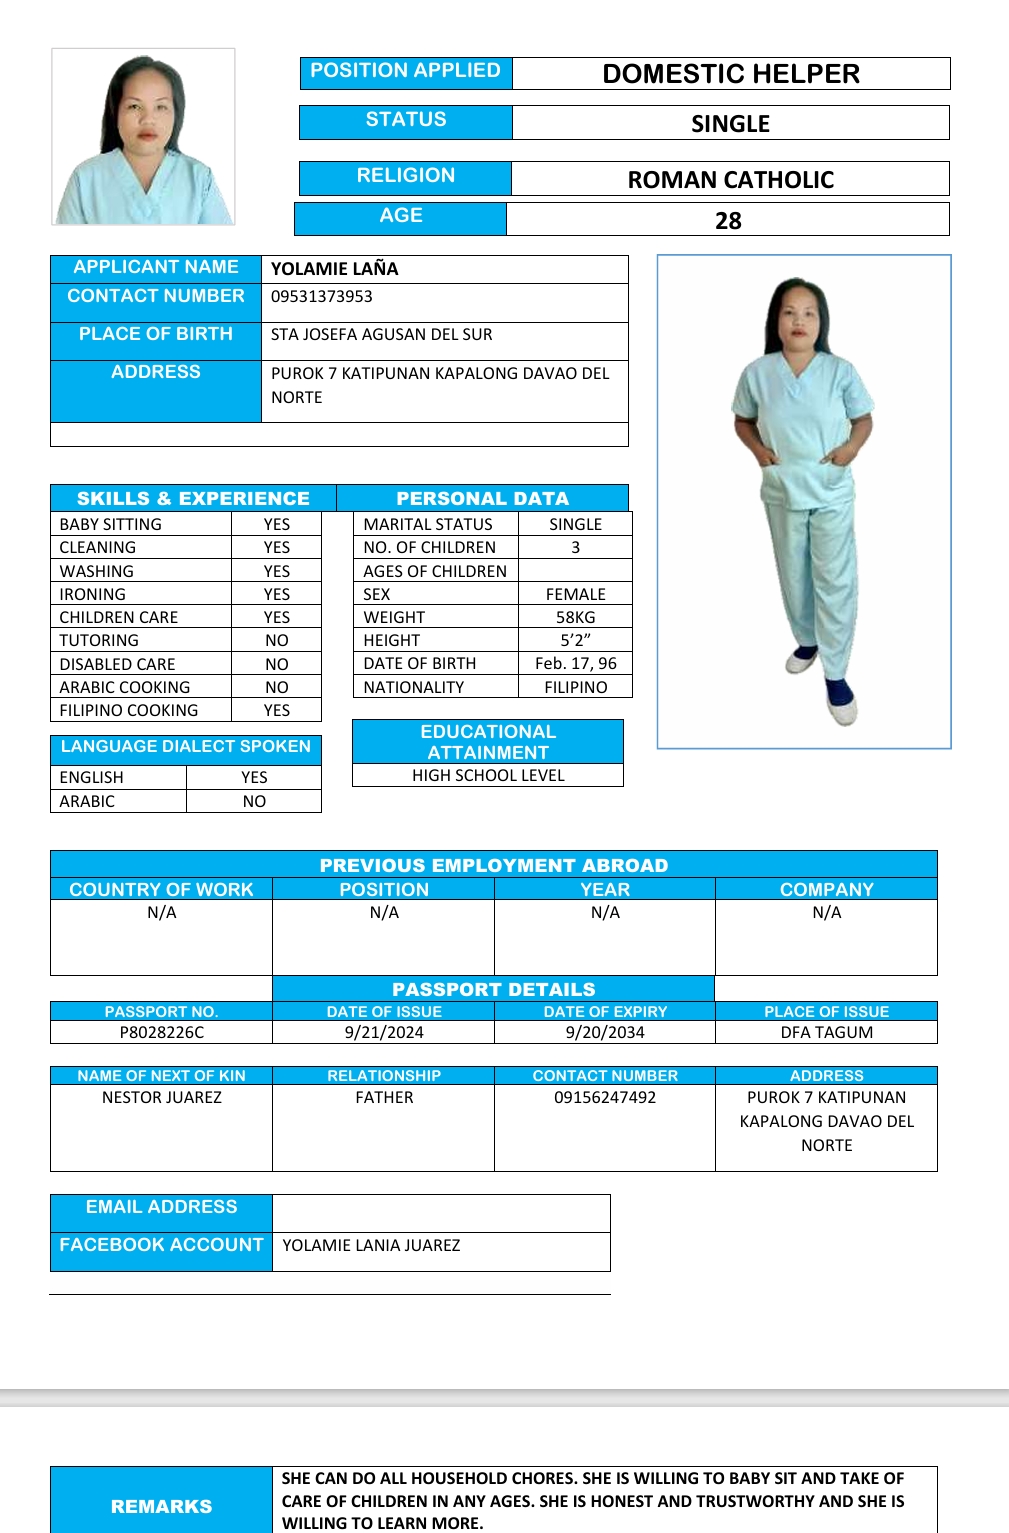 POSITION APPLIED DOMESTIC HELPER
STATUS SINGLE
RELIGION ROMAN CATHOLIC
AGE 28
APPLICANT NAME YOLAMIE LAÑA
CONTACT NUMBER 09531373953
PLACE OF BIRTH STA JOSEFA AGUSAN DEL SUR
ADDRESS PUROK 7 KATIPUNAN KAPALONG DAVAO DEL
NORTE
SKILLS & EXPERIENCE
BABY SITTING YES
CLEANING YES
WASHING YES
IRONING YES
CHILDREN CARE YES
TUTORING NO
DISABLED CARE NO
ARABIC COOKING NO
FILIPINO COOKING YES
PERSONAL DATA
MARITAL STATUS SINGLE
NO. OF CHILDREN 3
AGES OF CHILDREN
SEX FEMALE
WEIGHT 58KG
HEIGHT 5’2”
DATE OF BIRTH Feb. 17, 96
NATIONALITY FILIPINO
LANGUAGE DIALECT SPOKEN
ENGLISH YES
ARABIC NO
EDUCATIONAL
ATTAINMENT
HIGH SCHOOL LEVEL
PREVIOUS EMPLOYMENT ABROAD
COUNTRY OF WORK POSITION YEAR COMPANY
N/A N/A N/A N/A
PASSPORT DETAILS
PASSPORT NO. DATE OF ISSUE DATE OF EXPIRY PLACE OF ISSUE
P8028226C 9/21/2024 9/20/2034 DFA TAGUM
NAME OF NEXT OF KIN RELATIONSHIP CONTACT NUMBER ADDRESS
NESTOR JUAREZ FATHER 09156247492 PUROK 7 KATIPUNAN
KAPALONG DAVAO DEL
NORTE
EMAIL ADDRESS
FACEBOOK ACCOUNT YOLAMIE LANIA JUAREZ
REMARKS
SHE CAN DO ALL HOUSEHOLD CHORES. SHE IS WILLING TO BABY SIT AND TAKE OF
CARE OF CHILDREN IN ANY AGES. SHE IS HONEST AND TRUSTWORTHY AND SHE IS
WILLING TO LEARN MORE.